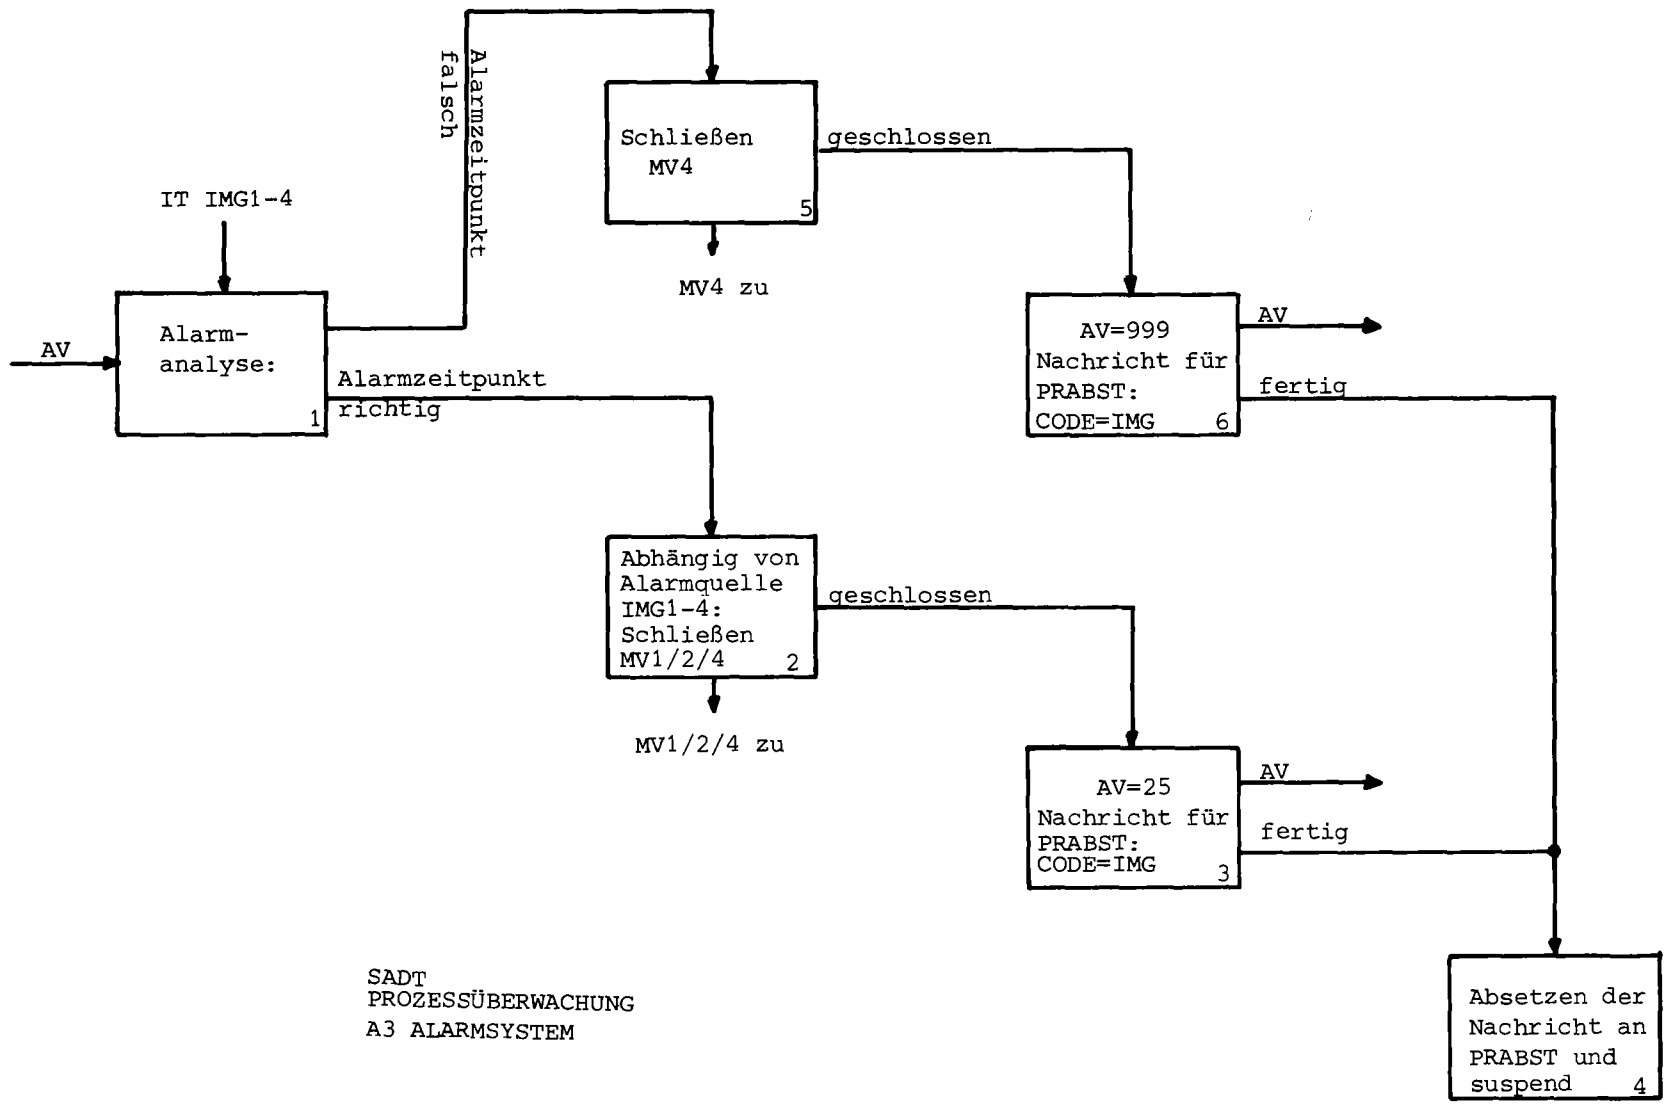 Alarmzeitpunkt
falsch
Schließen
MV4
5
geschlossen
MV4 zu
IT IMG1-4
AV
Alarm-
analyse:
1
Alarmzeitpunkt
richtig
AV=999
Nachricht für
PRABST:
CODE=IMG 6
AV
fertig
Abhängig von
Alarmquelle
IMG1-4:
Schließen
MV1/2/4 2
geschlossen
MV1/2/4 zu
AV=25
Nachricht für
PRABST:
CODE=IMG
3
AV
fertig
Absetzen der
Nachricht an
PRABST und
suspend 4
SADT
PROZESSÜBERWACHUNG
A3 ALARMSYSTEM